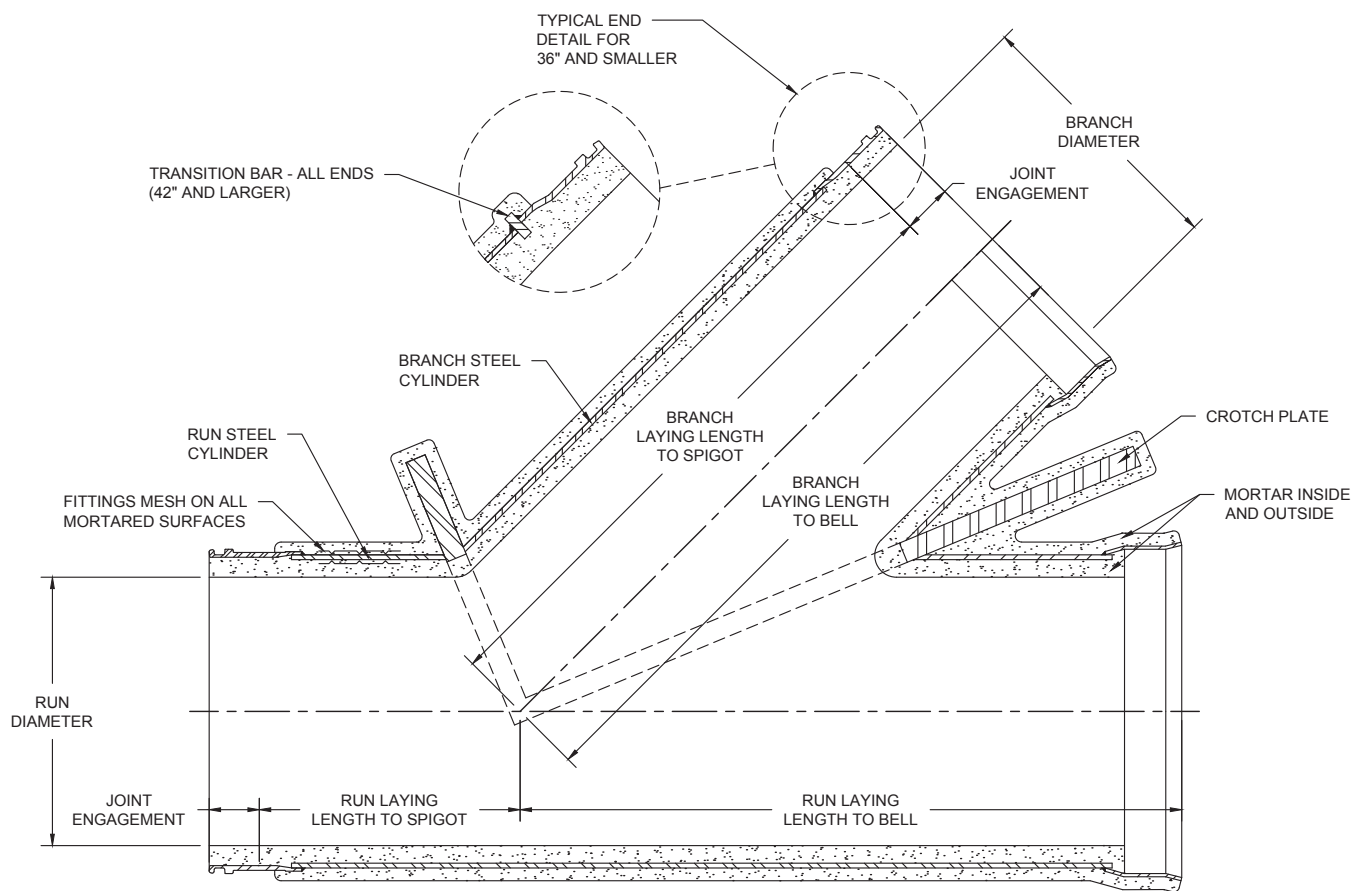 TYPICAL END
DETAIL FOR
36" AND SMALLER
BRANCH
DIAMETER
TRANSITION BAR - ALL ENDS
(42" AND LARGER)
JOINT
ENGAGEMENT
BRANCH STEEL
CYLINDER
BRANCH
LAYING LENGTH
TO SPIGOT
CROTCH PLATE
RUN STEEL
CYLINDER
BRANCH
LAYING LENGTH
TO BELL
FITTINGS MESH ON ALL
MORTARED SURFACES
MORTAR INSIDE
AND OUTSIDE
RUN
DIAMETER
JOINT
ENGAGEMENT
RUN LAYING
LENGTH TO SPIGOT
RUN LAYING
LENGTH TO BELL